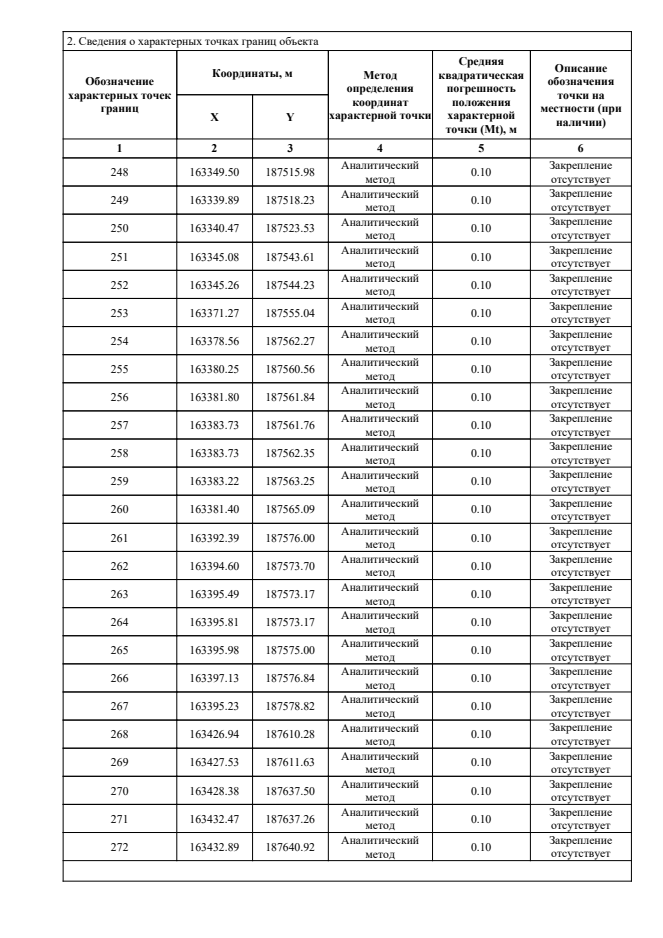 2. Сведения о характерных точках границ объекта
Обозначение характерных точек границ
Координаты, м
X
Y
Метод определения координат характерной точки
Средняя квадратическая погрешность положения характерной точки (Mt), м
Описание обозначения точки на местности (при наличии)
1 2 3 4 5 6
248 163349.50 187515.98 Аналитический метод 0.10 Закрепление отсутствует
249 163339.89 187518.23 Аналитический метод 0.10 Закрепление отсутствует
250 163340.47 187523.53 Аналитический метод 0.10 Закрепление отсутствует
251 163345.08 187543.61 Аналитический метод 0.10 Закрепление отсутствует
252 163345.26 187544.23 Аналитический метод 0.10 Закрепление отсутствует
253 163371.27 187555.04 Аналитический метод 0.10 Закрепление отсутствует
254 163378.56 187562.27 Аналитический метод 0.10 Закрепление отсутствует
255 163380.25 187560.56 Аналитический метод 0.10 Закрепление отсутствует
256 163381.80 187561.84 Аналитический метод 0.10 Закрепление отсутствует
257 163383.73 187561.76 Аналитический метод 0.10 Закрепление отсутствует
258 163383.73 187562.35 Аналитический метод 0.10 Закрепление отсутствует
259 163383.22 187563.25 Аналитический метод 0.10 Закрепление отсутствует
260 163381.40 187565.09 Аналитический метод 0.10 Закрепление отсутствует
261 163392.39 187576.00 Аналитический метод 0.10 Закрепление отсутствует
262 163394.60 187573.70 Аналитический метод 0.10 Закрепление отсутствует
263 163395.49 187573.17 Аналитический метод 0.10 Закрепление отсутствует
264 163395.81 187573.17 Аналитический метод 0.10 Закрепление отсутствует
265 163395.98 187575.00 Аналитический метод 0.10 Закрепление отсутствует
266 163397.13 187576.84 Аналитический метод 0.10 Закрепление отсутствует
267 163395.23 187578.82 Аналитический метод 0.10 Закрепление отсутствует
268 163426.94 187610.28 Аналитический метод 0.10 Закрепление отсутствует
269 163427.53 187611.63 Аналитический метод 0.10 Закрепление отсутствует
270 163428.38 187637.50 Аналитический метод 0.10 Закрепление отсутствует
271 163432.47 187637.26 Аналитический метод 0.10 Закрепление отсутствует
272 163432.89 187640.92 Аналитический метод 0.10 Закрепление отсутствует